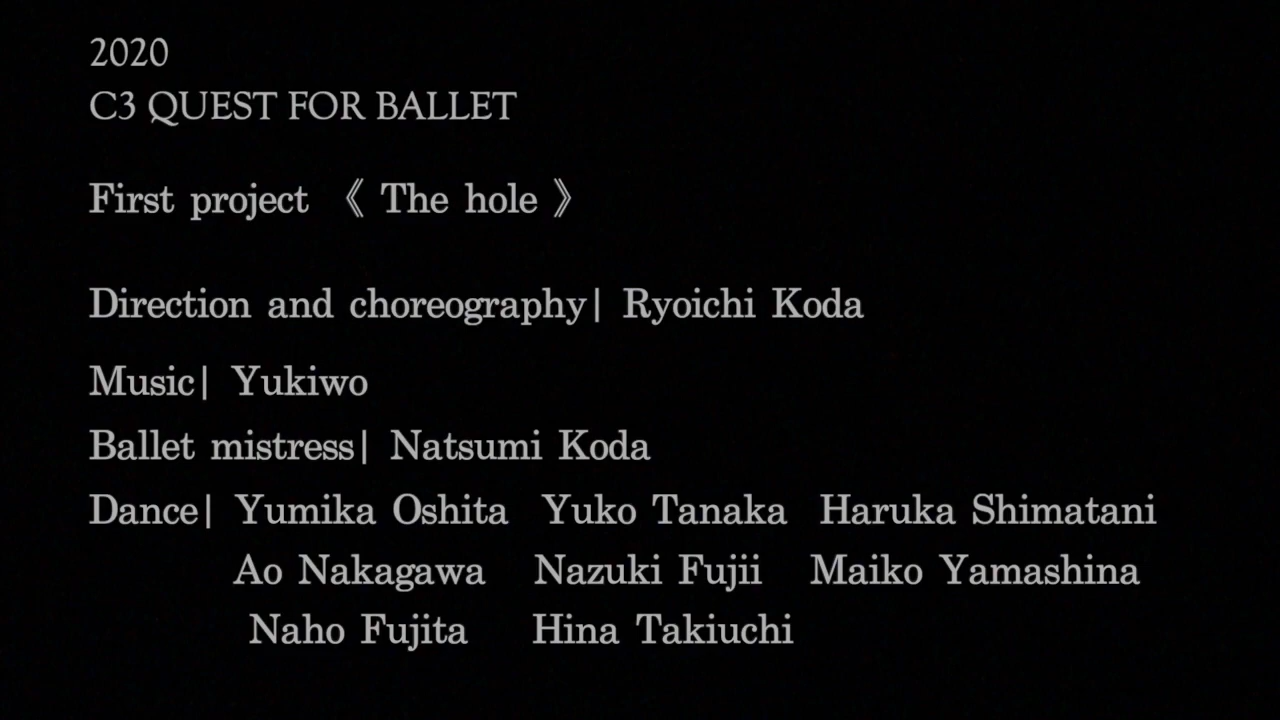 2020
C3 QUEST FOR BALLET
First project 《 The hole 》
Direction and choreography| Ryoichi Koda
Music| Yukiwo
Ballet mistress| Natsumi Koda
Dance| Yumika Oshita Yuko Tanaka Haruka Shimatani
Ao Nakagawa Nazuki Fujii Maiko Yamashina
Naho Fujita Hina Takiuchi